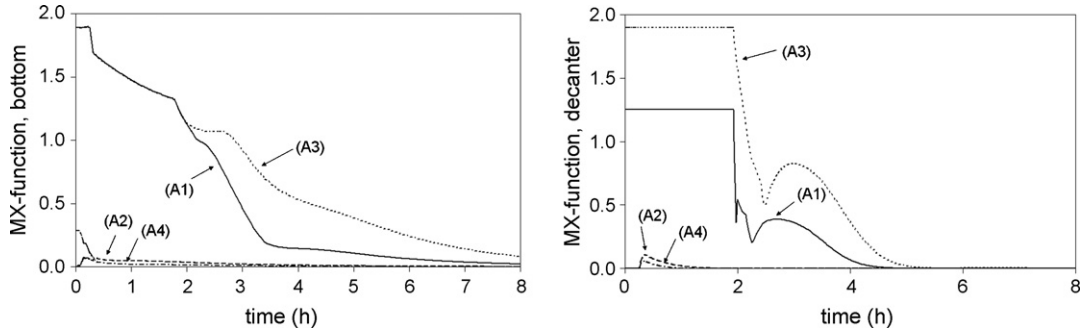 MX-function, bottom
2.0
1.5
1.0
0.5
0.0
(A3)
(A1)
(A2)
(A4)
0 1 2 3 4 5 6 7 8
time (h)
MX-function, decanter
2.0
1.5
1.0
0.5
0.0
(A3)
(A1)
(A2)
(A4)
0 2 4 6 8
time (h)